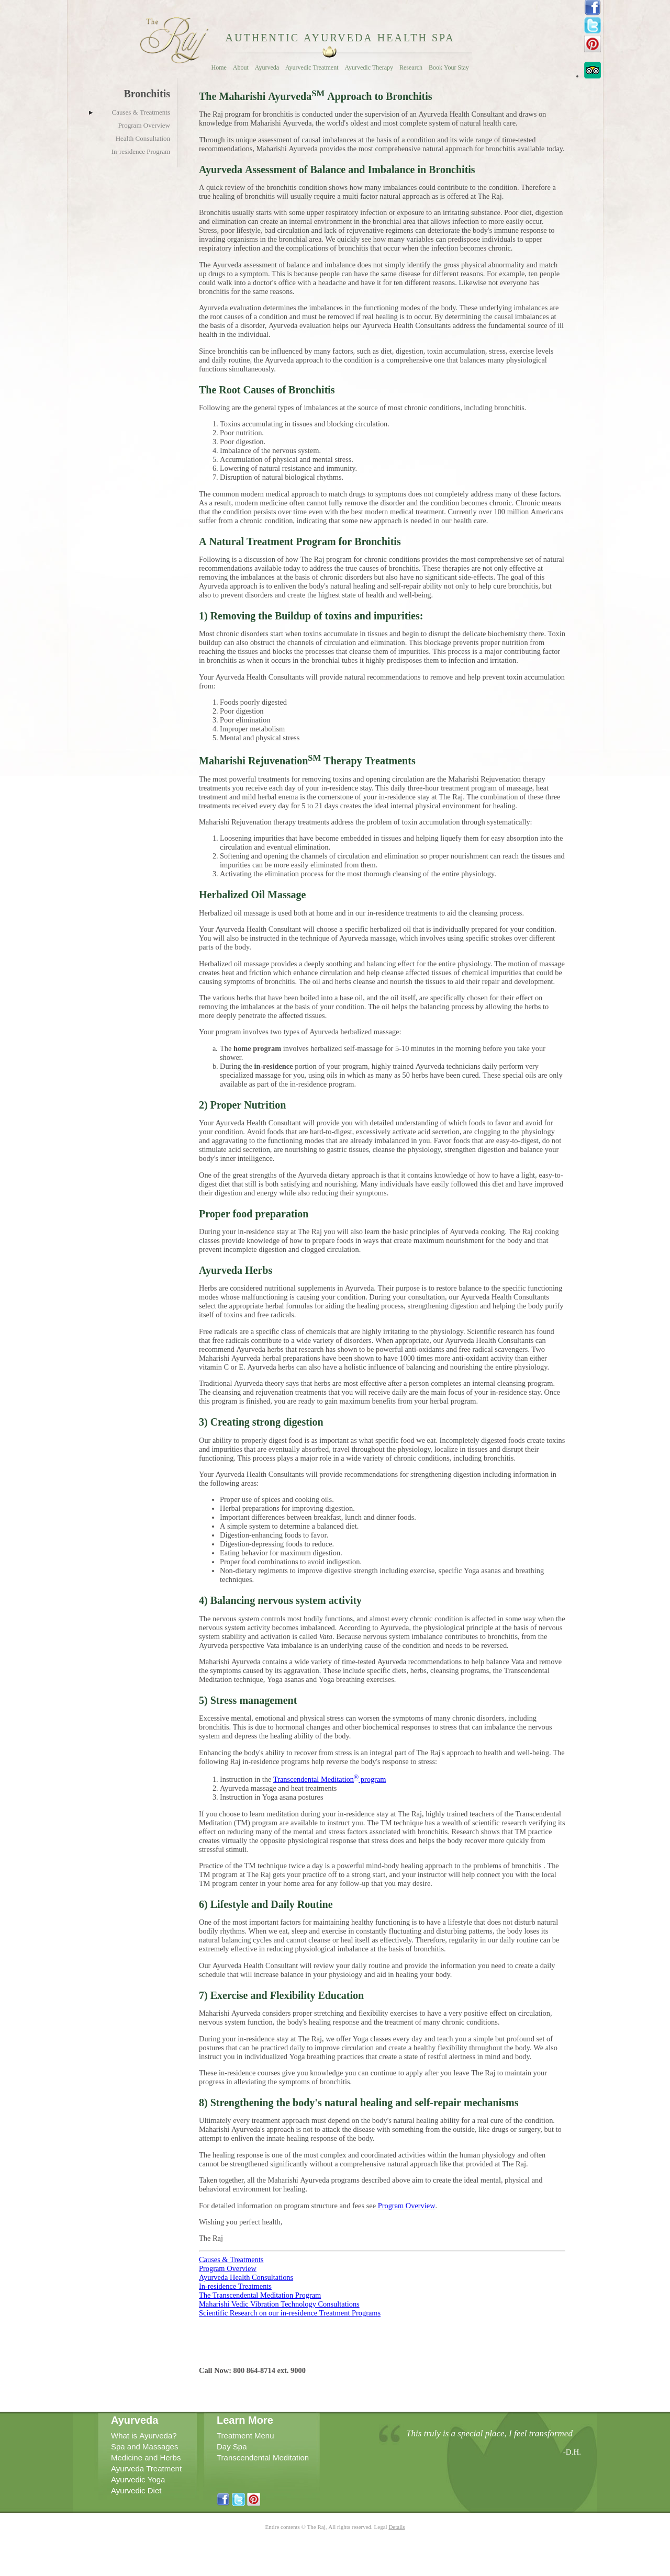 The
Raj
AUTHENTIC AYURVEDA HEALTH SPA
Home About Ayurveda Ayurvedic Treatment Ayurvedic Therapy Research Book Your Stay
Bronchitis
► Causes & Treatments
Program Overview
Health Consultation
In-residence Program
The Maharishi AyurvedaSM Approach to Bronchitis
The Raj program for bronchitis is conducted under the supervision of an Ayurveda Health Consultant and draws on
knowledge from Maharishi Ayurveda, the world's oldest and most complete system of natural health care.
Through its unique assessment of causal imbalances at the basis of a condition and its wide range of time-tested
recommendations, Maharishi Ayurveda provides the most comprehensive natural approach for bronchitis available today.
Ayurveda Assessment of Balance and Imbalance in Bronchitis
A quick review of the bronchitis condition shows how many imbalances could contribute to the condition. Therefore a
true healing of bronchitis will usually require a multi factor natural approach as is offered at The Raj.
Bronchitis usually starts with some upper respiratory infection or exposure to an irritating substance. Poor diet, digestion
and elimination can create an internal environment in the bronchial area that allows infection to more easily occur.
Stress, poor lifestyle, bad circulation and lack of rejuvenation does not simply deteriorate the body's immune response to
invading organisms in the bronchial area. We quickly see how many variables can predispose individuals to upper
respiratory infection and the complications of bronchitis that occur when the infection becomes chronic.
The Ayurveda assessment of balance and imbalance does not simply identify the gross physical abnormality and match
up drugs to a symptom. This is because people can have the same disease for different reasons. For example, ten people
could walk into a doctor's office with a headache and have it for ten different reasons. Likewise not everyone has
bronchitis for the same reasons.
Ayurveda evaluation determines the imbalances in the functioning modes of the body. These underlying imbalances are
the root causes of a condition and must be removed if real healing is to occur. By determining the causal imbalances at
the basis of a disorder, Ayurveda evaluation helps our Ayurveda Health Consultants address the fundamental source of ill
health in the individual.
Since bronchitis can be influenced by many factors, such as diet, digestion, toxin accumulation, stress, exercise levels
and daily routine, the Ayurveda approach to the condition is a comprehensive one that balances many physiological
functions simultaneously.
The Root Causes of Bronchitis
Following are the general types of imbalances at the source of most chronic conditions, including bronchitis.
1. Toxins accumulating in tissues and blocking circulation.
2. Poor nutrition.
3. Poor digestion.
4. Imbalance of the nervous system.
5. Accumulation of physical and mental stress.
6. Lowering of natural resistance and immunity.
7. Disruption of natural biological rhythms.
The common modern medical approach to match drugs to symptoms does not completely address many of these factors.
As a result, modern medicine often cannot fully remove the disorder and the condition becomes chronic. Chronic means
that the condition persists over time even with the best modern medical treatment. Currently over 100 million Americans
suffer from a chronic condition, indicating that some new approach is needed in our health care.
A Natural Treatment Program for Bronchitis
Following is a discussion of how The Raj program for chronic conditions provides the most comprehensive set of natural
recommendations available today to address the true causes of bronchitis. These therapies are not only effective at
removing the imbalances at the basis of chronic disorders but also have no significant side-effects. The goal of this
Ayurveda approach is to enliven the body's natural healing and self-repair ability not only to help cure bronchitis, but
also to prevent disorders and create the highest state of health and well-being.
1) Removing the Buildup of toxins and impurities:
Most chronic disorders start when toxins accumulate in tissues and begin to disrupt the delicate biochemistry there. Toxin
buildup can also obstruct the channels of circulation and elimination. This blockage prevents proper nutrition from
reaching the tissues and blocks the processes that cleanse them of impurities. This process is a major contributing factor
in bronchitis as when it occurs in the bronchial tubes it highly predisposes them to infection and irritation.
Your Ayurveda Health Consultants will provide natural recommendations to remove and help prevent toxin accumulation
from:
1. Foods poorly digested
2. Poor digestion
3. Poor elimination
4. Improper metabolism
5. Mental and physical stress
Maharishi RejuvenationSM Therapy Treatments
The most powerful treatments for removing toxins and opening circulation are the Maharishi Rejuvenation therapy
treatments you receive each day of your in-residence stay. This daily three-hour treatment program of massage, heat
treatment and mild herbal enema is the cornerstone of your in-residence stay at The Raj. The combination of these three
treatments received every day for 5 to 21 days creates the ideal internal physical environment for healing.
Maharishi Rejuvenation therapy treatments address the problem of toxin accumulation through systematically:
1. Loosening impurities that have become embedded in tissues and helping liquefy them for easy absorption into the
circulation and eventual elimination.
2. Softening and opening the channels of circulation and elimination so proper nourishment can reach the tissues and
impurities can be more easily eliminated from them.
3. Activating the elimination process for the most thorough cleansing of the entire physiology.
Herbalized Oil Massage
Herbalized oil massage is used both at home and in our in-residence treatments to aid the cleansing process.
Your Ayurveda Health Consultant will choose a specific herbalized oil that is individually prepared for your condition.
You will also be instructed in the technique of Ayurveda massage, which involves using specific strokes over different
parts of the body.
Herbalized oil massage provides a deeply soothing and balancing effect for the entire physiology. The motion of massage
creates heat and friction which enhance circulation and help cleanse affected tissues of chemical impurities that could be
causing symptoms of bronchitis. The oil and herbs cleanse and nourish the tissues to aid their repair and development.
The various herbs that have been boiled into a base oil, and the oil itself, are specifically chosen for their effect on
removing the imbalances at the basis of your condition. The oil helps the balancing process by allowing the herbs to
more deeply penetrate the affected tissues.
Your program involves two types of Ayurveda herbalized massage:
a. The home program involves herbalized self-massage for 5-10 minutes in the morning before you take your
shower.
b. During the in-residence portion of your program, highly trained Ayurveda technicians daily perform very
specialized massage for you, using oils in which as many as 50 herbs have been cured. These special oils are only
available as part of the in-residence program.
2) Proper Nutrition
Your Ayurveda Health Consultant will provide you with detailed understanding of which foods to favor and avoid for
your condition. Avoid foods that are hard-to-digest, excessively activate acid secretion, are clogging to the physiology
and aggravating to the functioning modes that are already imbalanced in you. Favor foods that are easy-to-digest, do not
stimulate acid secretion, are nourishing to gastric tissues, cleanse the physiology, strengthen digestion and balance your
body's inner intelligence.
One of the great strengths of the Ayurveda dietary approach is that it contains knowledge of how to have a light, easy-to-
digest diet that still is both satisfying and nourishing. Many individuals have easily followed this diet and have improved
their digestion and energy while also reducing their symptoms.
Proper food preparation
During your in-residence stay at The Raj you will also learn the basic principles of Ayurveda cooking. The Raj cooking
classes provide knowledge of how to prepare foods in ways that create maximum nourishment for the body and that
prevent incomplete digestion and clogged circulation.
Ayurveda Herbs
Herbs are considered nutritional supplements in Ayurveda. Their purpose is to restore balance to the specific functioning
modes whose malfunctioning is causing your condition. During your consultation, our Ayurveda Health Consultants
select the appropriate herbal formulas for aiding the healing process, strengthening digestion and helping the body purify
itself of toxins and free radicals.
Free radicals are a specific class of chemicals that are highly irritating to the physiology. Scientific research has found
that free radicals contribute to a wide variety of disorders. When appropriate, our Ayurveda Health Consultants can
recommend Ayurveda herbs that research has shown to be powerful anti-oxidants and free radical scavengers. Two
Maharishi Ayurveda herbal preparations have been shown to have 1000 times more anti-oxidant activity than either
vitamin C or E. Ayurveda herbs can also have a holistic influence of balancing and nourishing the entire physiology.
Traditional Ayurveda theory says that herbs are most effective after a person completes an internal cleansing program.
The cleansing and rejuvenation treatments that you will receive daily are the main focus of your in-residence stay. Once
this program is finished, you are ready to gain maximum benefits from your herbal program.
3) Creating strong digestion
Our ability to properly digest food is as important as what specific food we eat. Incompletely digested foods create toxins
and impurities that are eventually absorbed, travel throughout the physiology, localize in tissues and disrupt their
functioning. This process plays a major role in a wide variety of chronic conditions, including bronchitis.
Your Ayurveda Health Consultants will provide recommendations for strengthening digestion including information in
the following areas:
• Proper use of spices and cooking oils.
• Herbal preparations for improving digestion.
• Important differences between breakfast, lunch and dinner foods.
• A simple system to determine a balanced diet.
• Digestion-enhancing foods to favor.
• Digestion-depressing foods to reduce.
• Eating behavior for maximum digestion.
• Proper food combinations to avoid indigestion.
• Non-dietary regiments to improve digestive strength including exercise, specific Yoga asanas and breathing
techniques.
4) Balancing nervous system activity
The nervous system controls most bodily functions, and almost every chronic condition is affected in some way when the
nervous system activity becomes imbalanced. According to Ayurveda, the physiological principle at the basis of nervous
system stability and activation is called Vata. Because nervous system imbalance contributes to bronchitis, from the
Ayurveda perspective Vata imbalance is an underlying cause of the condition and needs to be reversed.
Maharishi Ayurveda contains a wide variety of time-tested Ayurveda recommendations to help balance Vata and remove
the imbalances caused by its aggravation. These include specific diets, herbs, cleansing programs, the Transcendental
Meditation technique, Yoga asanas and Yoga breathing exercises.
5) Stress management
Excessive mental, emotional and physical stress can worsen the symptoms of many chronic disorders, including
bronchitis. This is due to hormonal changes and other biochemical responses to stress that can imbalance the nervous
system and depress the healing ability of the body.
Enhancing the body's ability to recover from stress is an integral part of The Raj's approach to health and well-being. The
following Raj in-residence programs help reverse the body's response to stress:
1. Instruction in the Transcendental Meditation® program
2. Ayurveda massage and heat treatments
3. Instruction in Yoga asana postures
If you choose to learn meditation during your in-residence stay at The Raj, highly trained teachers of the Transcendental
Meditation (TM) program are available to instruct you. The TM technique has a wealth of scientific research verifying its
effect on reducing many of the mental and stress factors associated with bronchitis. Research shows that TM practice
creates virtually the opposite physiological response that stress does and helps the body recover more quickly from
stressful stimuli.
Practice of the TM technique twice a day is a powerful mind-body healing approach to the problems of bronchitis . The
TM program at The Raj gets your practice off to a strong start, and your instructor will help connect you with the local
TM program center in your home area for any follow-up that you may desire.
6) Lifestyle and Daily Routine
One of the most important factors for maintaining healthy functioning is to have a lifestyle that does not disturb natural
bodily rhythms. When we eat, sleep and exercise in constantly fluctuating and disturbing patterns, the body loses its
natural balancing cycles and cannot cleanse or heal itself as effectively. Therefore, regularity in our daily routine can be
extremely effective in reducing physiological imbalance at the basis of bronchitis.
Our Ayurveda Health Consultant will review your daily routine and provide the information you need to create a daily
schedule that will increase balance in your physiology and aid in healing your body.
7) Exercise and Flexibility Education
Maharishi Ayurveda considers proper stretching and flexibility exercises to have a very positive effect on circulation,
nervous system function, the body's healing response and the treatment of many chronic conditions.
During your in-residence stay at The Raj, we offer Yoga classes every day and teach you a simple but profound set of
postures that can be practiced daily to improve circulation and create a healthy flexibility throughout the body. We also
instruct you in individualized Yoga breathing practices that create a state of restful alertness in mind and body.
These in-residence courses give you knowledge you can continue to apply after you leave The Raj to maintain your
progress in alleviating the symptoms of bronchitis.
8) Strengthening the body's natural healing and self-repair mechanisms
Ultimately every treatment approach must depend on the body's natural healing ability for a real cure of the condition.
Maharishi Ayurveda's approach is not to attack the disease with something from the outside, like drugs or surgery, but to
attempt to enliven the innate healing response of the body.
The healing response is one of the most complex and coordinated activities within the human physiology and often
cannot be strengthened significantly without a comprehensive natural approach like that provided at The Raj.
Taken together, all the Maharishi Ayurveda programs described above aim to create the ideal mental, physical and
behavioral environment for healing.
For detailed information on program structure and fees see Program Overview.
Wishing you perfect health,
The Raj
Causes & Treatments
Program Overview
Ayurveda Health Consultations
In-residence Treatments
The Transcendental Meditation Program
Maharishi Vedic Vibration Technology Consultations
Scientific Research on our in-residence Treatment Programs
Call Now: 800 864-8714 ext. 9000
Ayurveda
What is Ayurveda?
Spa and Massages
Medicine and Herbs
Ayurveda Treatment
Ayurvedic Yoga
Ayurvedic Diet
Learn More
Treatment Menu
Day Spa
Transcendental Meditation
“ This truly is a special place, I feel transformed
-D.H.
Entire contents © The Raj, All rights reserved. Legal Details